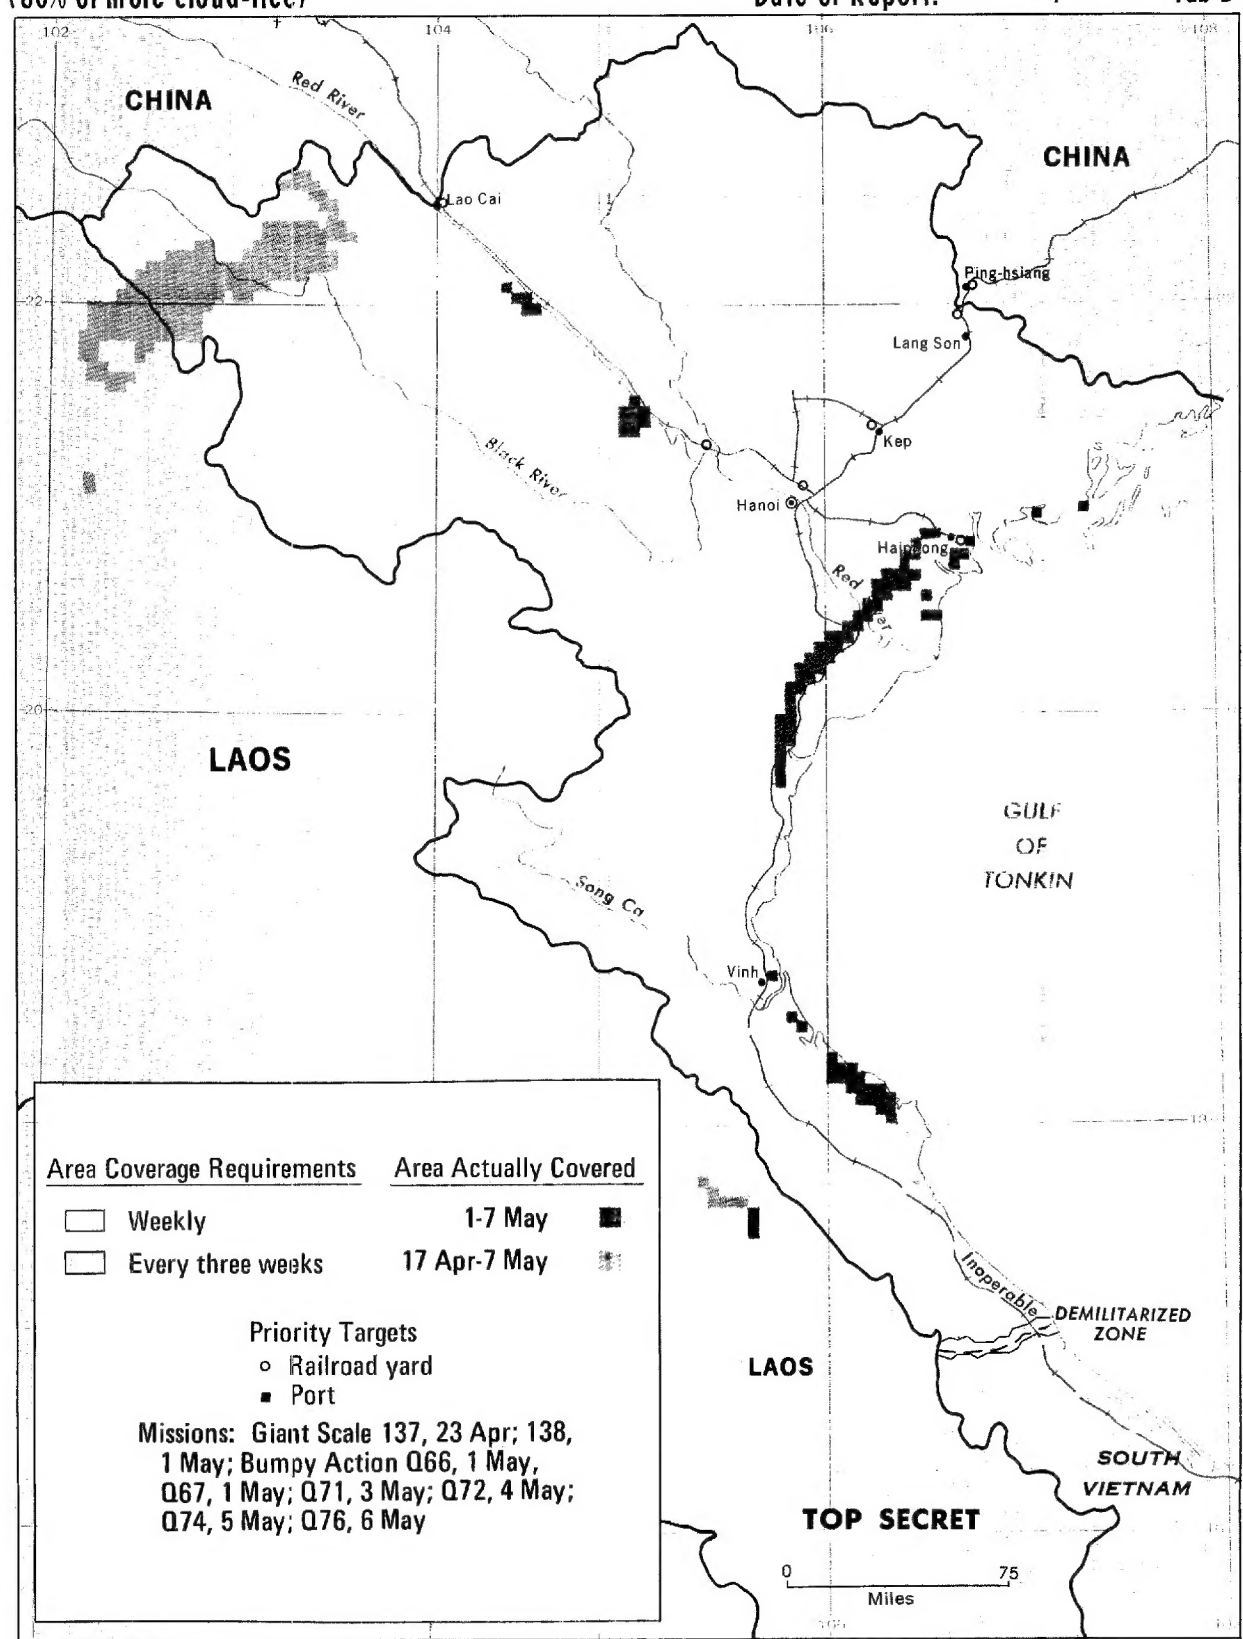 102
104
106
108
CHINA
Red River
CHINA
Lao Cai
Ping-hsiang
22
Lang Son
Kep
Black River
Hanoi
Haiphong
Red
20
LAOS
GULF
OF
TONKIN
Song Ca
Vinh
Area Coverage Requirements
Area Actually Covered
Weekly
1-7 May
Every three weeks
17 Apr-7 May
Inoperable
DEMILITARIZED
ZONE
Priority Targets
Railroad yard
Port
LAOS
Missions: Giant Scale 137, 23 Apr; 138,
1 May; Bumpy Action Q66, 1 May,
Q67, 1 May; Q71, 3 May; Q72, 4 May;
Q74, 5 May; Q76, 6 May
SOUTH
VIETNAM
TOP SECRET
0
75
Miles